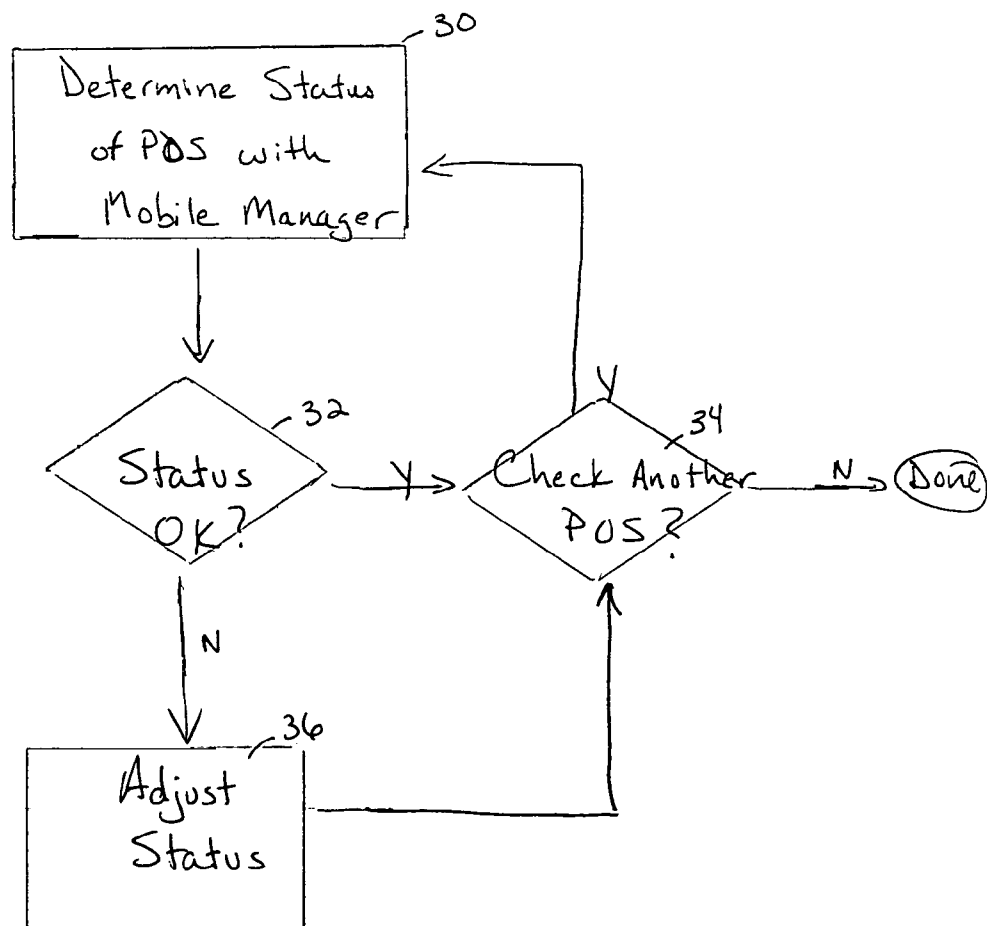 30
Determine Status
of POS with
Mobile Manager
32
Status
OK?
Y
Y
34
Check Another
POS?
N
Done
N
36
Adjust
Status